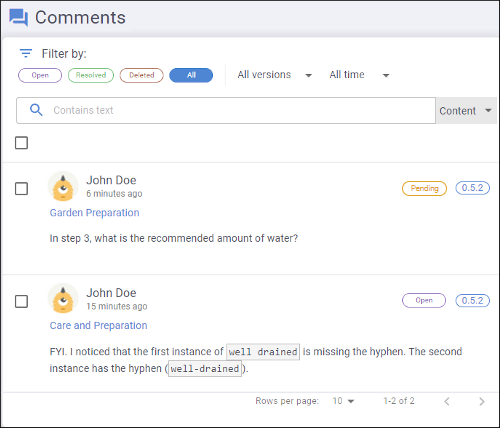 Comments
Filter by:
Open Resolved Deleted All All versions All time
Contains text Content
John Doe
6 minutes ago
Pending 0.5.2
Garden Preparation
In step 3, what is the recommended amount of water?
John Doe
15 minutes ago
Open 0.5.2
Care and Preparation
FYI. I noticed that the first instance of well drained is missing the hyphen. The second
instance has the hyphen (well-drained).
Rows per page: 10 1-2 of 2